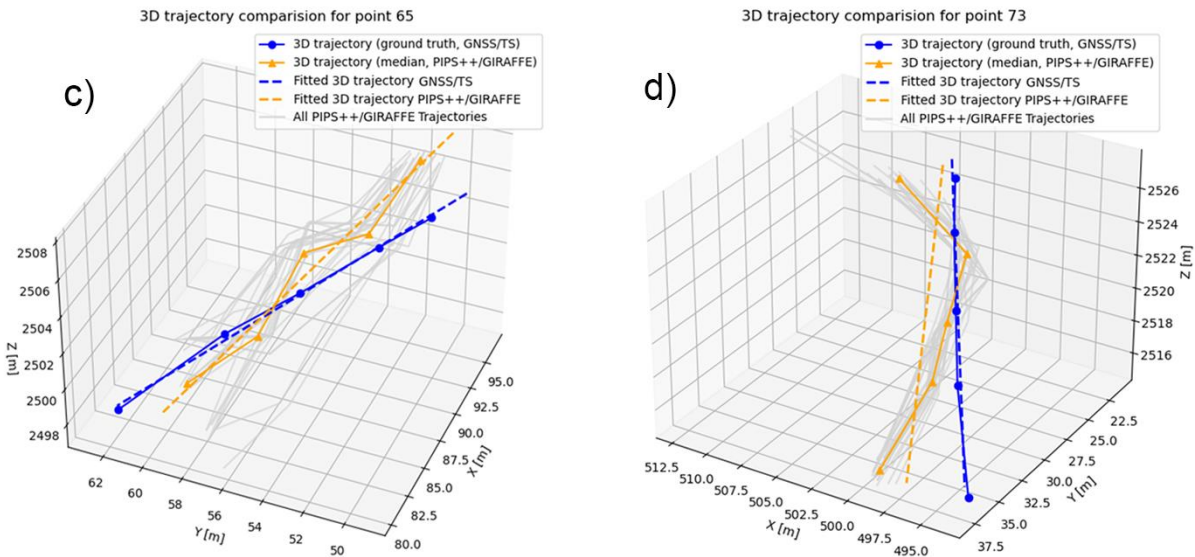 3D trajectory comparision for point 65
c)
3D trajectory (ground truth, GNSS/TS)
3D trajectory (median, PIPS++/GIRAFFE)
Fitted 3D trajectory GNSS/TS
Fitted 3D trajectory PIPS++/GIRAFFE
All PIPS++/GIRAFFE Trajectories
2508
2506
2504
2502
2500
2498
Z [m]
62
60
58
56
54
52
50
Y [m]
80.0
82.5
85.0
87.5
90.0
92.5
95.0
X [m]
3D trajectory comparision for point 73
d)
3D trajectory (ground truth, GNSS/TS)
3D trajectory (median, PIPS++/GIRAFFE)
Fitted 3D trajectory GNSS/TS
Fitted 3D trajectory PIPS++/GIRAFFE
All PIPS++/GIRAFFE Trajectories
2526
2524
2522
2520
2518
2516
Z [m]
512.5
510.0
507.5
505.0
502.5
500.0
497.5
495.0
X [m]
22.5
25.0
27.5
30.0
32.5
35.0
37.5
Y [m]